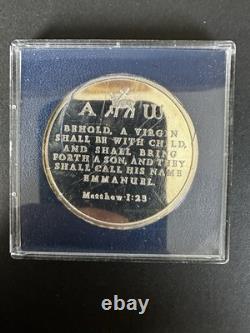 A ω
BEHOLD, A VIRGIN
SHALL BE WITH CHILD,
AND SHALL BRING
FORTH A SON, AND THEY
SHALL CALL HIS NAME
EMMANUEL.
Matthew 1:23